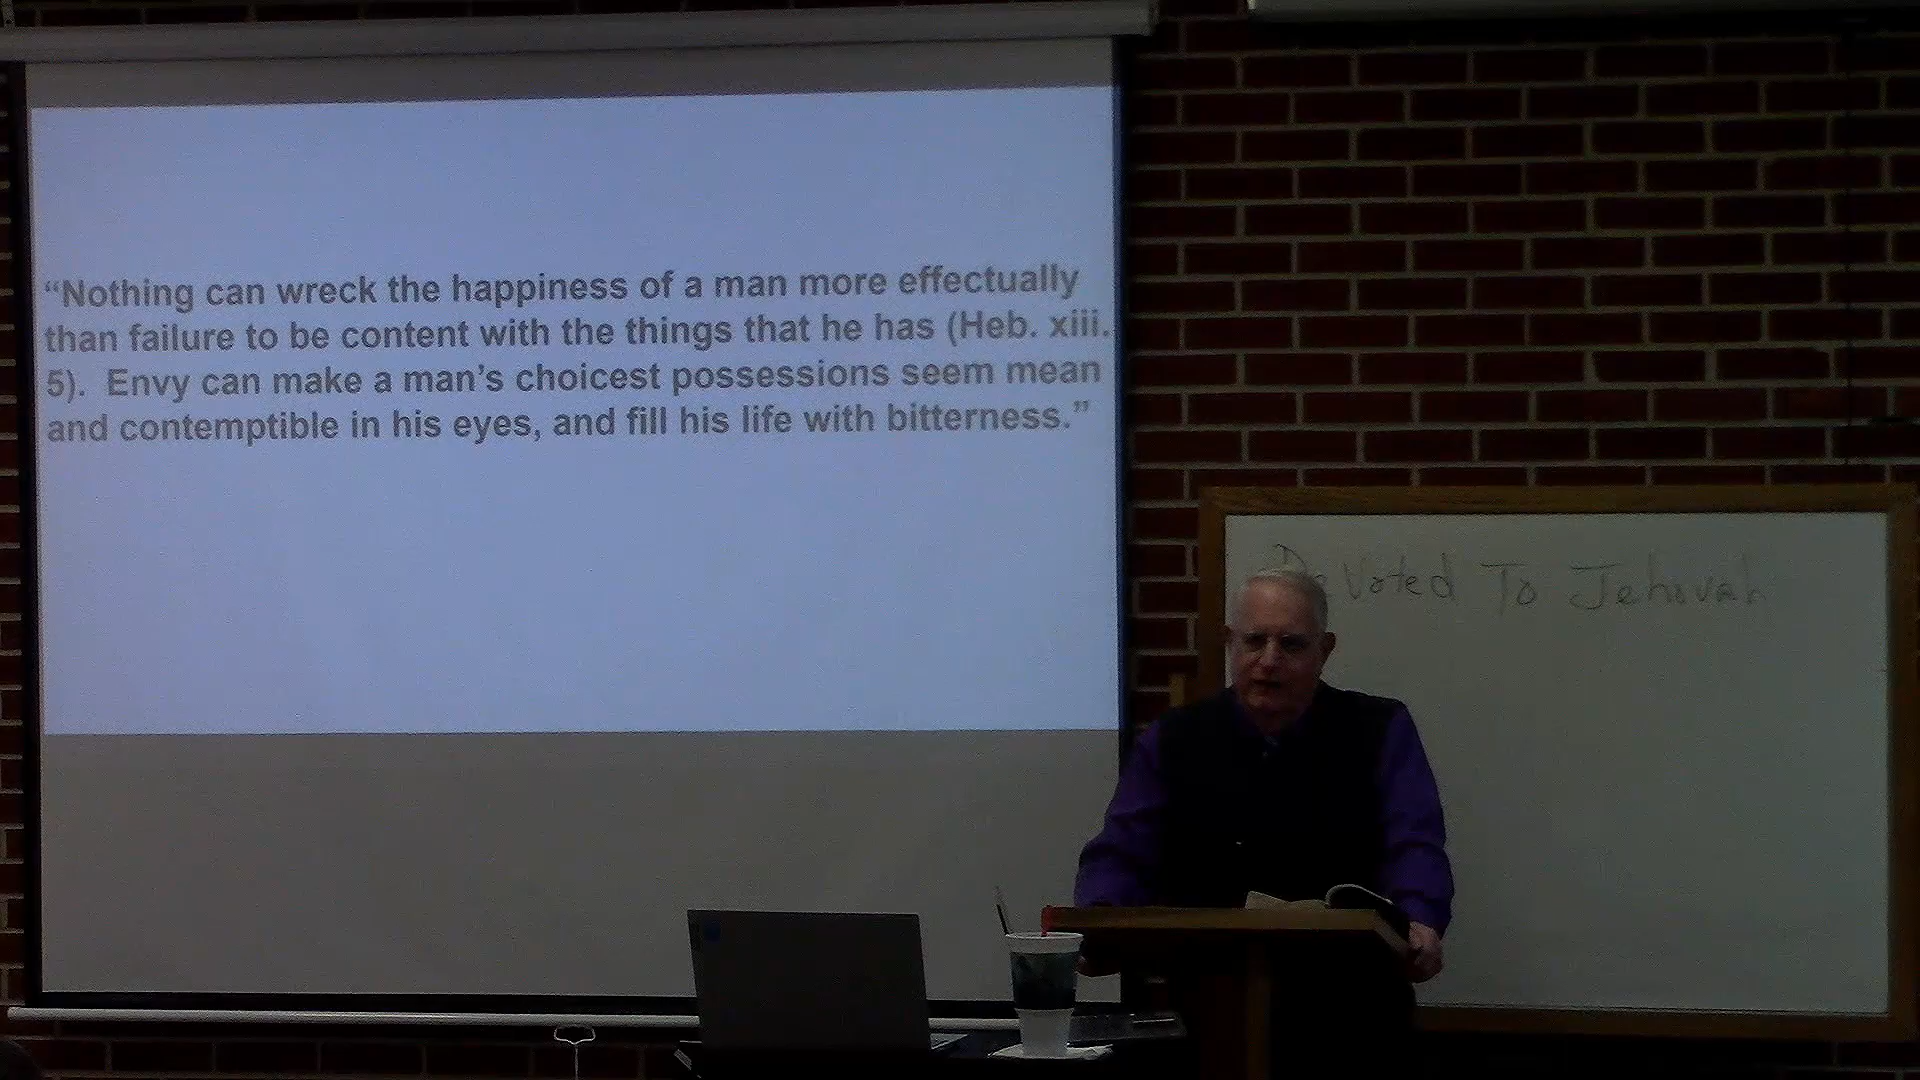 “Nothing can wreck the happiness of a man more effectually
than failure to be content with the things that he has (Heb. xiii.
5).  Envy can make a man’s choicest possessions seem mean
and contemptible in his eyes, and fill his life with bitterness.”
Devoted To Jehovah